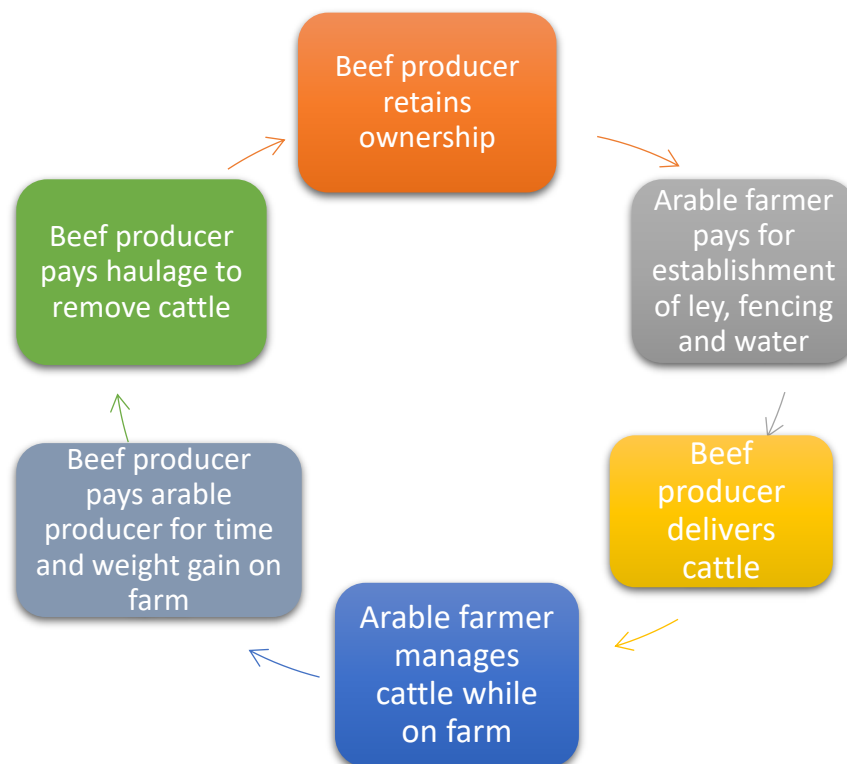 Beef producer
retains
ownership
Arable farmer
pays for
establishment
of ley, fencing
and water
Beef
producer
delivers
cattle
Arable farmer
manages
cattle while
on farm
Beef producer
pays arable
producer for time
and weight gain on
farm
Beef producer
pays haulage to
remove cattle